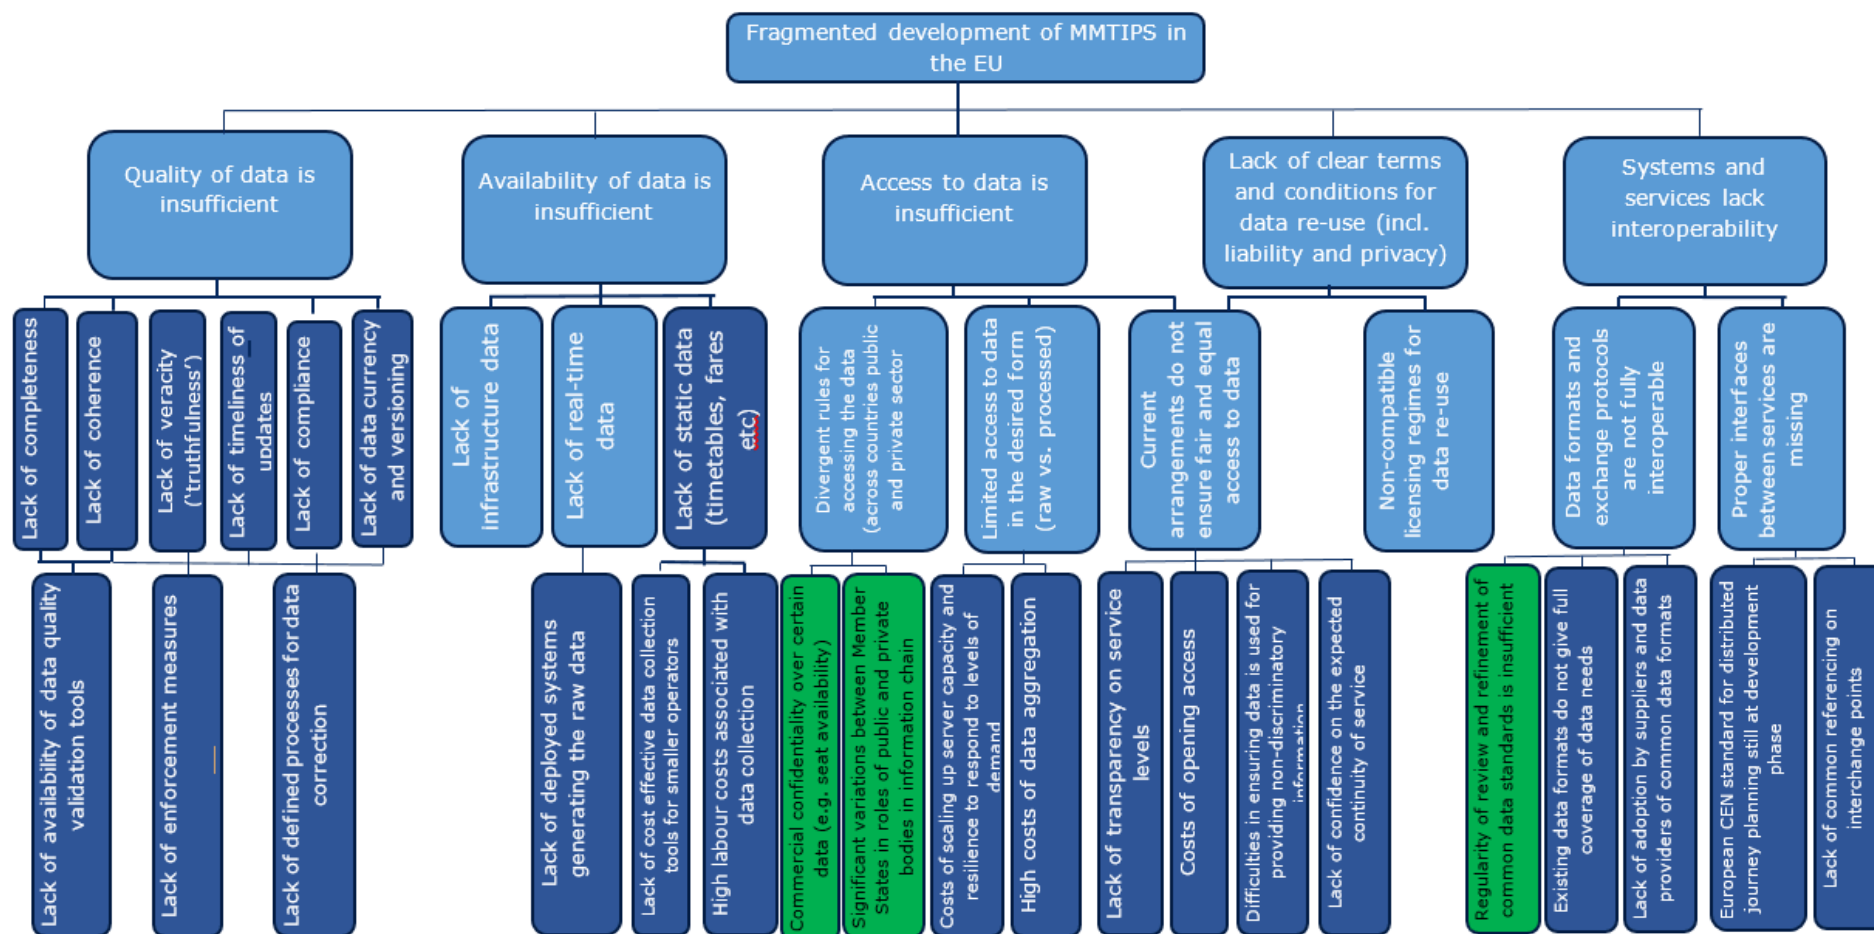 Fragmented development of MMTIPS in
the EU
Quality of data is
insufficient
Availability of data is
insufficient
Access to data is
insufficient
Lack of clear terms
and conditions for
data re-use (incl.
liability and privacy)
Systems and
services lack
interoperability
Lack of completeness
Lack of coherence
Lack of veracity
('truthfulness')
Lack of timeliness of
updates
Lack of compliance
Lack of data currency
and versioning
Lack of
infrastructure data
Lack of real-time
data
Lack of static data
(timetables, fares
etc)
Divergent rules for
accessing the data
(across countries public
and private sector
Limited access to data
in the desired form
(raw vs. processed)
Current
arrangements do not
ensure fair and equal
access to data
Non-compatible
licensing regimes for
data re-use
Data formats and
exchange protocols
are not fully
interoperable
Proper interfaces
between services are
missing
Lack of availability of data quality
validation tools
Lack of enforcement measures
Lack of defined processes for data
correction
Lack of deployed systems
generating the raw data
Lack of cost effective data collection
tools for smaller operators
High labour costs associated with
data collection
Commercial confidentiality over certain
data (e.g. seat availability)
Significant variations between Member
States in roles of public and private
bodies in information chain
Costs of scaling up server capacity and
resilience to respond to levels of
demand
High costs of data aggregation
Lack of transparency on service
levels
Costs of opening access
Difficulties in ensuring data is used for
providing non-discriminatory
information
Lack of confidence on the expected
continuity of service
Regularity of review and refinement of
common data standards is insufficient
Existing data formats do not give full
coverage of data needs
Lack of adoption by suppliers and data
providers of common data formats
European CEN standard for distributed
journey planning still at development
phase
Lack of common referencing on
interchange points